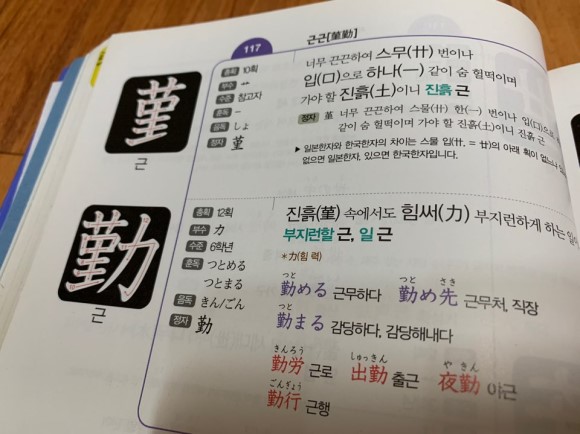 117
근근[菫勤]
菫
근
총획 10획
부수 艹
수준 참고자
훈독 -
음독 しょ
정자 堇
너무 끈끈하여 스무(卄) 번이나
입(口)으로 하나(一) 같이 숨 헐떡이며
가야 할 진흙(土)이니 진흙 근
정자 堇 너무 끈끈하여 스물(卄) 한(一) 번이나 입(口)으로
같이 숨 헐떡이며 가야 할 진흙(土)이니 진흙 근
▶ 일본한자와 한국한자의 차이는 스물 입(卄, = 廿)의 아래 획이 없느냐
없으면 일본한자, 있으면 한국한자입니다.
勤
근
총획 12획
부수 力
수준 6학년
훈독 つとめる
つとまる
음독 きん/ごん
정자 勤
진흙(菫) 속에서도 힘써(力) 부지런하게 하는 일이
부지런할 근, 일 근
*力(힘 력)
つと つと さき
勤める 근무하다 勤め先 근무처, 직장
つと
勤まる 감당하다, 감당해내다
きんろう しゅっきん やきん
勤労 근로 出勤 출근 夜勤 야근
ごんぎょう
勤行 근행